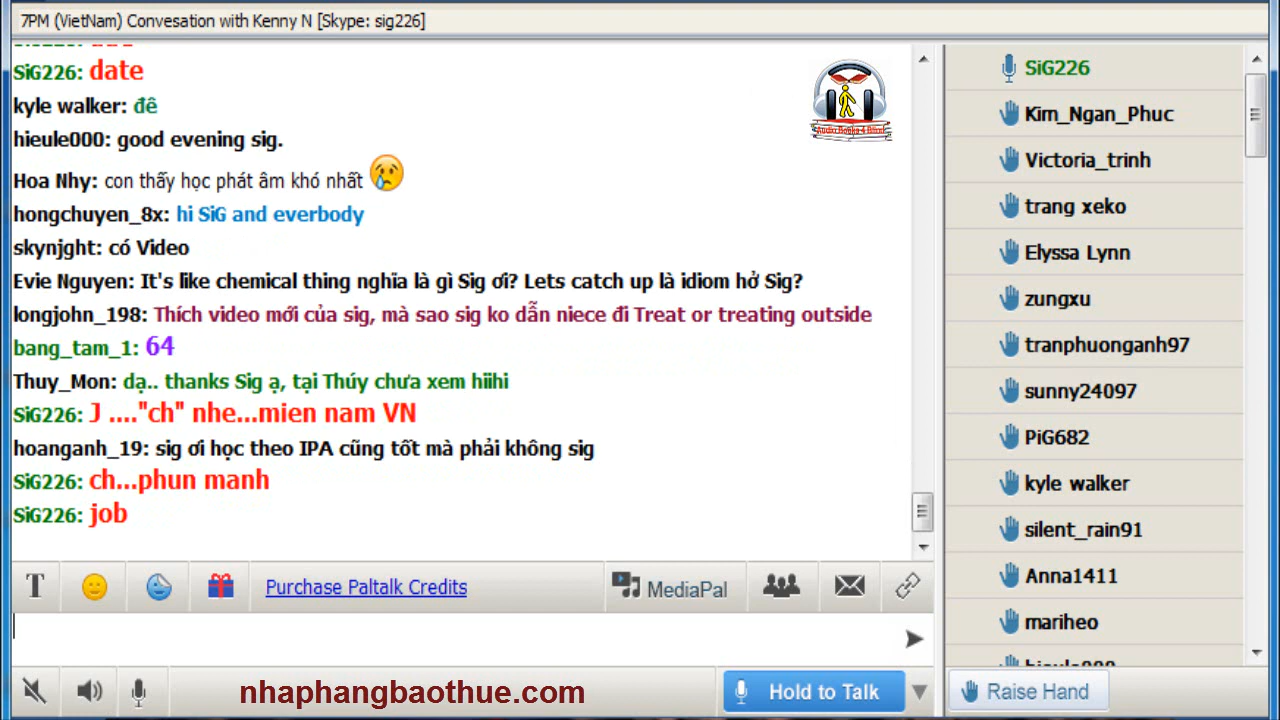 7PM (VietNam) Convesation with Kenny N [Skype: sig226]
SiG226: date
kyle walker: đê
hieule000: good evening sig.
Hoa Nhy: con thấy học phát âm khó nhất
hongchuyen_8x: hi SiG and everbody
skynjght: có Video
Evie Nguyen: It's like chemical thing nghĩa là gì Sig ơi? Lets catch up là idiom hở Sig?
longjohn_198: Thích video mới của sig, mà sao sig ko dẫn niece đi Treat or treating outside
bang_tam_1: 64
Thuy_Mon: dạ.. thanks Sig ạ, tại Thúy chưa xem hiihi
SiG226: J ...."ch" nhe...mien nam VN
hoanganh_19: sig ơi học theo IPA cũng tốt mà phải không sig
SiG226: ch...phun manh
SiG226: job
Audio Books 4 Blind
T
Purchase Paltalk Credits
MediaPal
nhaphangbaothue.com
Hold to Talk
SiG226
Kim_Ngan_Phuc
Victoria_trinh
trang xeko
Elyssa Lynn
zungxu
tranphuonganh97
sunny24097
PiG682
kyle walker
silent_rain91
Anna1411
mariheo
Raise Hand